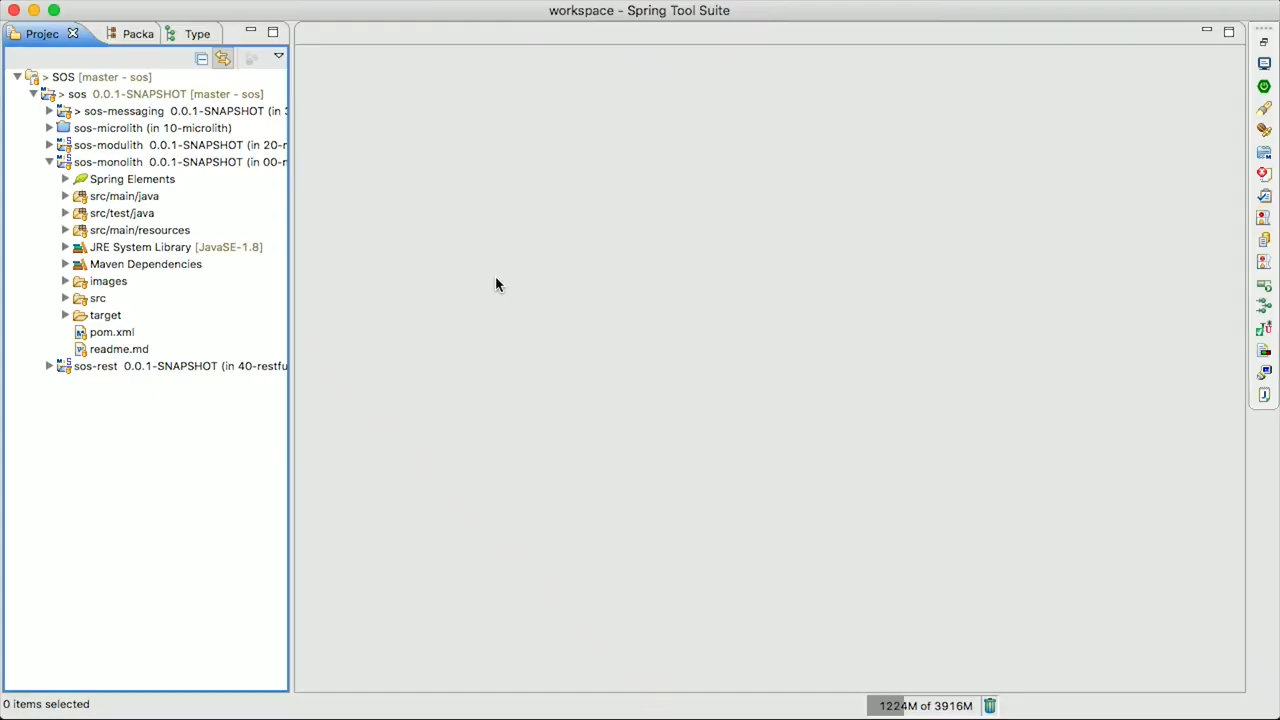 workspace - Spring Tool Suite
Projec
Packa
Type
> SOS [master - sos]
> sos 0.0.1-SNAPSHOT [master - sos]
> sos-messaging 0.0.1-SNAPSHOT (in
sos-microlith (in 10-microlith)
sos-modulith 0.0.1-SNAPSHOT (in 20-
sos-monolith 0.0.1-SNAPSHOT (in 00-
Spring Elements
src/main/java
src/test/java
src/main/resources
JRE System Library [JavaSE-1.8]
Maven Dependencies
images
src
target
pom.xml
readme.md
sos-rest 0.0.1-SNAPSHOT (in 40-restfu
0 items selected
1224M of 3916M